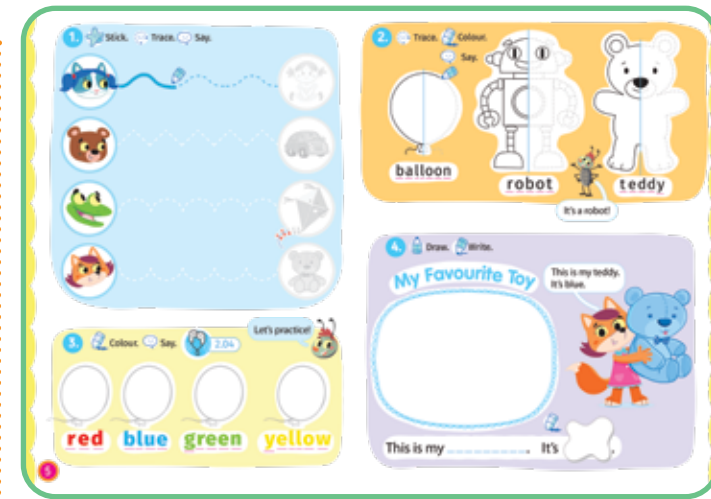 1. Stick. Trace. Say.
2. Trace. Colour.
Say.
balloon
robot
teddy
It's a robot!
3. Colour. Say. 2.04
Let's practice!
red blue green yellow
4. Draw. Write.
My Favourite Toy
This is my teddy.
It's blue.
This is my ________. It's .
5